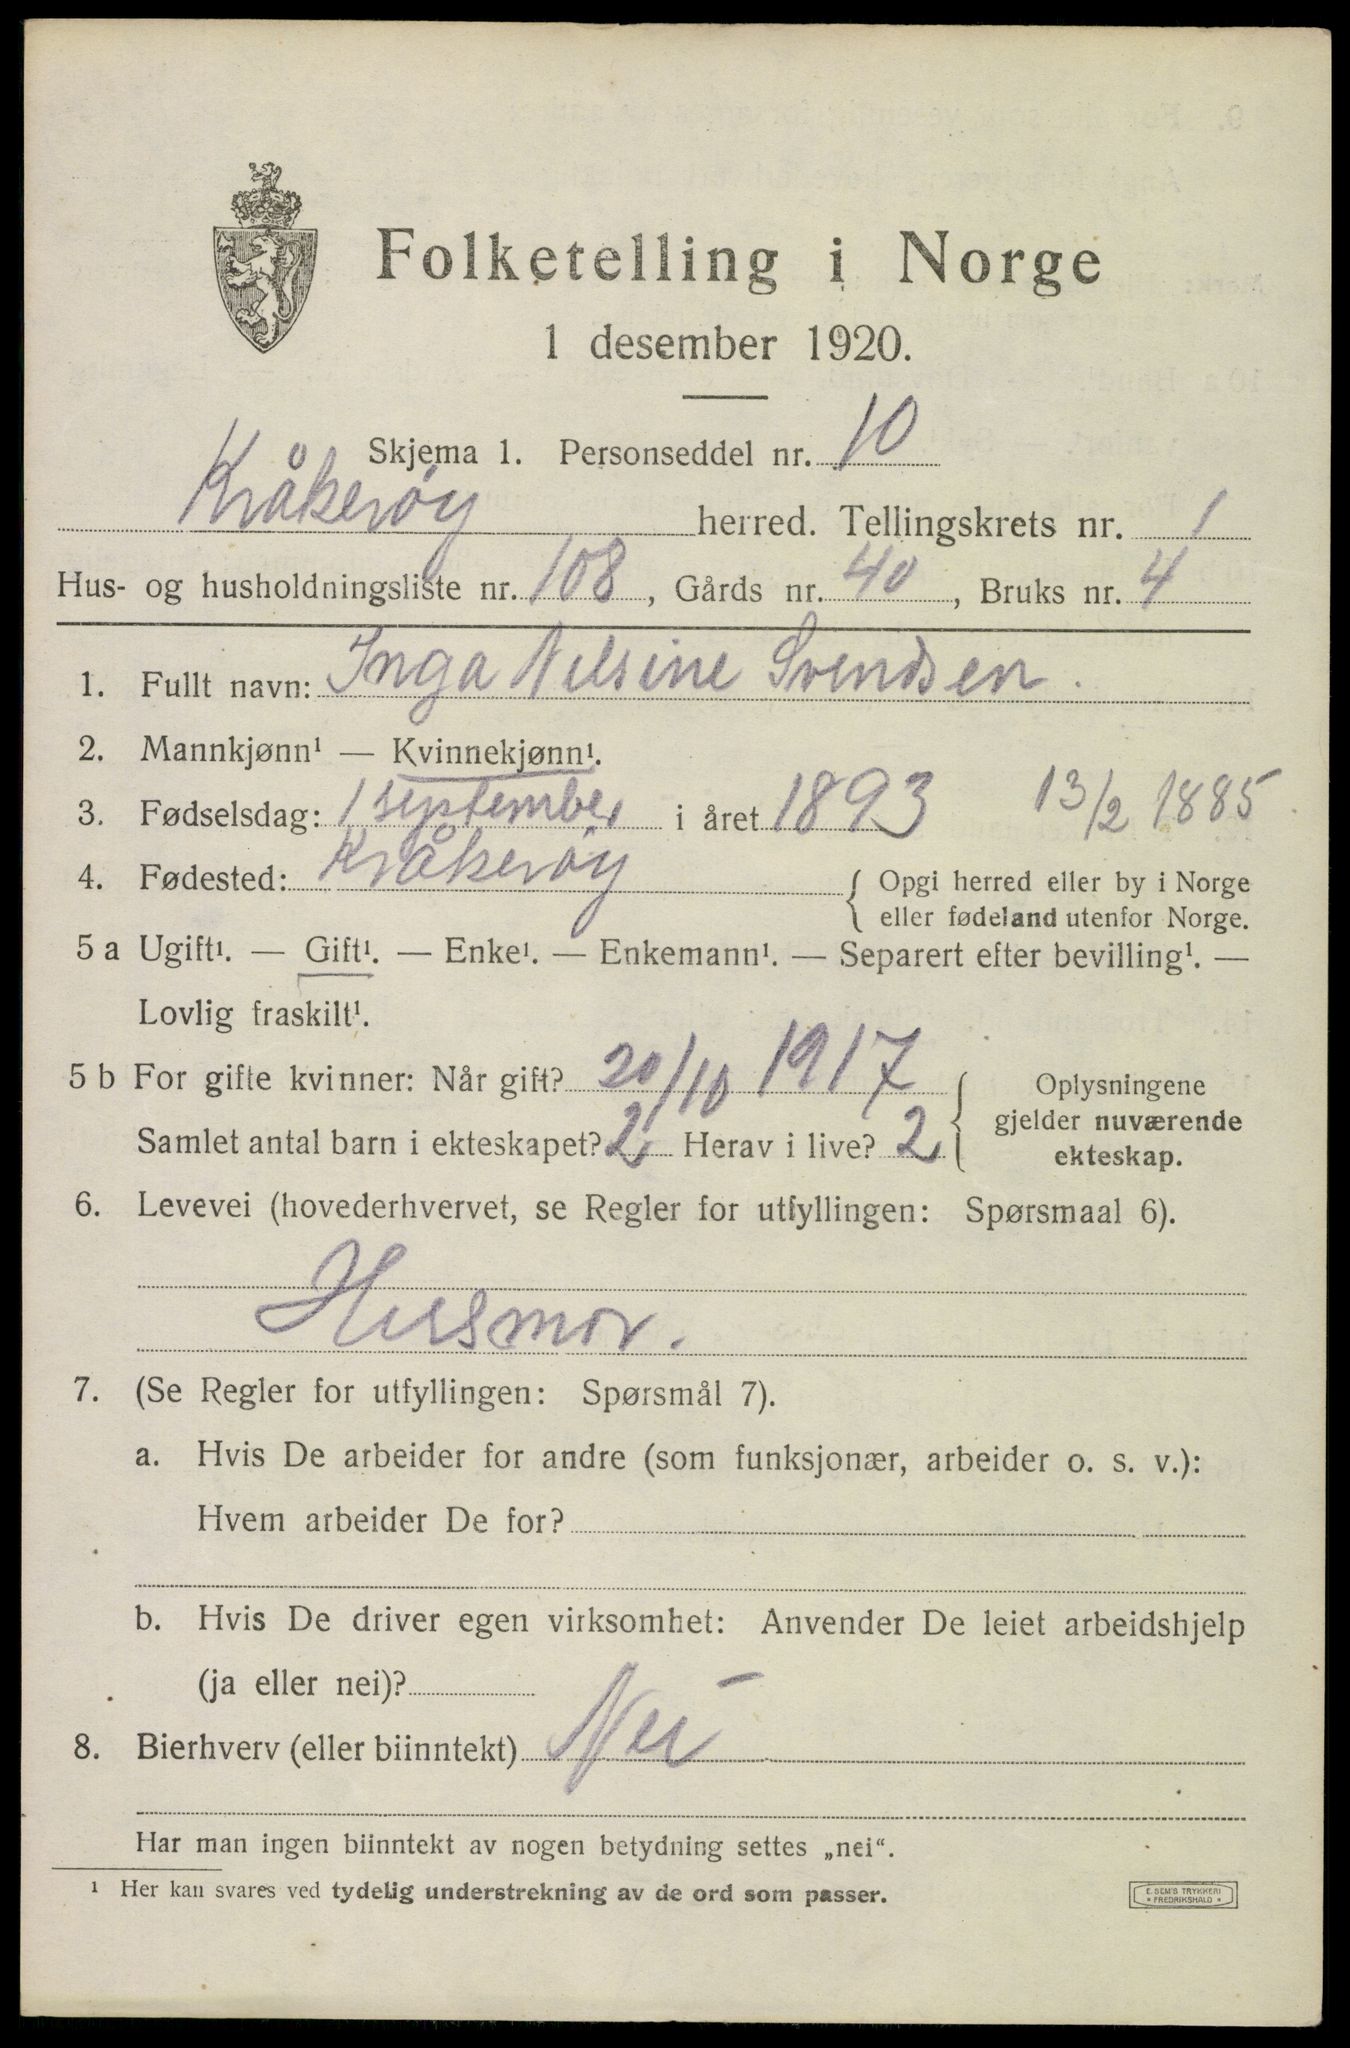 Folketelling i Norge
1 desember 1920.
Skjema 1. Personseddel nr. 10
Kråkerøy herred. Tellingskrets nr. 1
Hus- og husholdningsliste nr. 108, Gårds nr. 40, Bruks nr. 4
1. Fullt navn: Inga Nilsine Svendsen.
2. Mannkjønn¹ — Kvinnekjønn¹.
3. Fødselsdag: 1 september i året 1893 13/2 1885
4. Fødested: Kråkerøy { Opgi herred eller by i Norge
eller fødeland utenfor Norge.
5 a Ugift¹. — Gift¹. — Enke¹. — Enkemann¹. — Separert efter bevilling¹. —
Lovlig fraskilt¹.
5 b For gifte kvinner: Når gift? 20/10 1917 { Oplysningene
gjelder nuværende
ekteskap.
Samlet antal barn i ekteskapet? 2 Herav i live? 2
6. Levevei (hovederhvervet, se Regler for utfyllingen: Spørsmaal 6).
Husmor.
7. (Se Regler for utfyllingen: Spørsmål 7).
a. Hvis De arbeider for andre (som funksjonær, arbeider o. s. v.):
Hvem arbeider De for?
b. Hvis De driver egen virksomhet: Anvender De leiet arbeidshjelp
(ja eller nei)?
8. Bierhverv (eller biinntekt) Nei
Har man ingen biinntekt av nogen betydning settes „nei“.
¹ Her kan svares ved tydelig understrekning av de ord som passer.
E. SEM'S TRYKKERI
* FREDRIKSHALD *